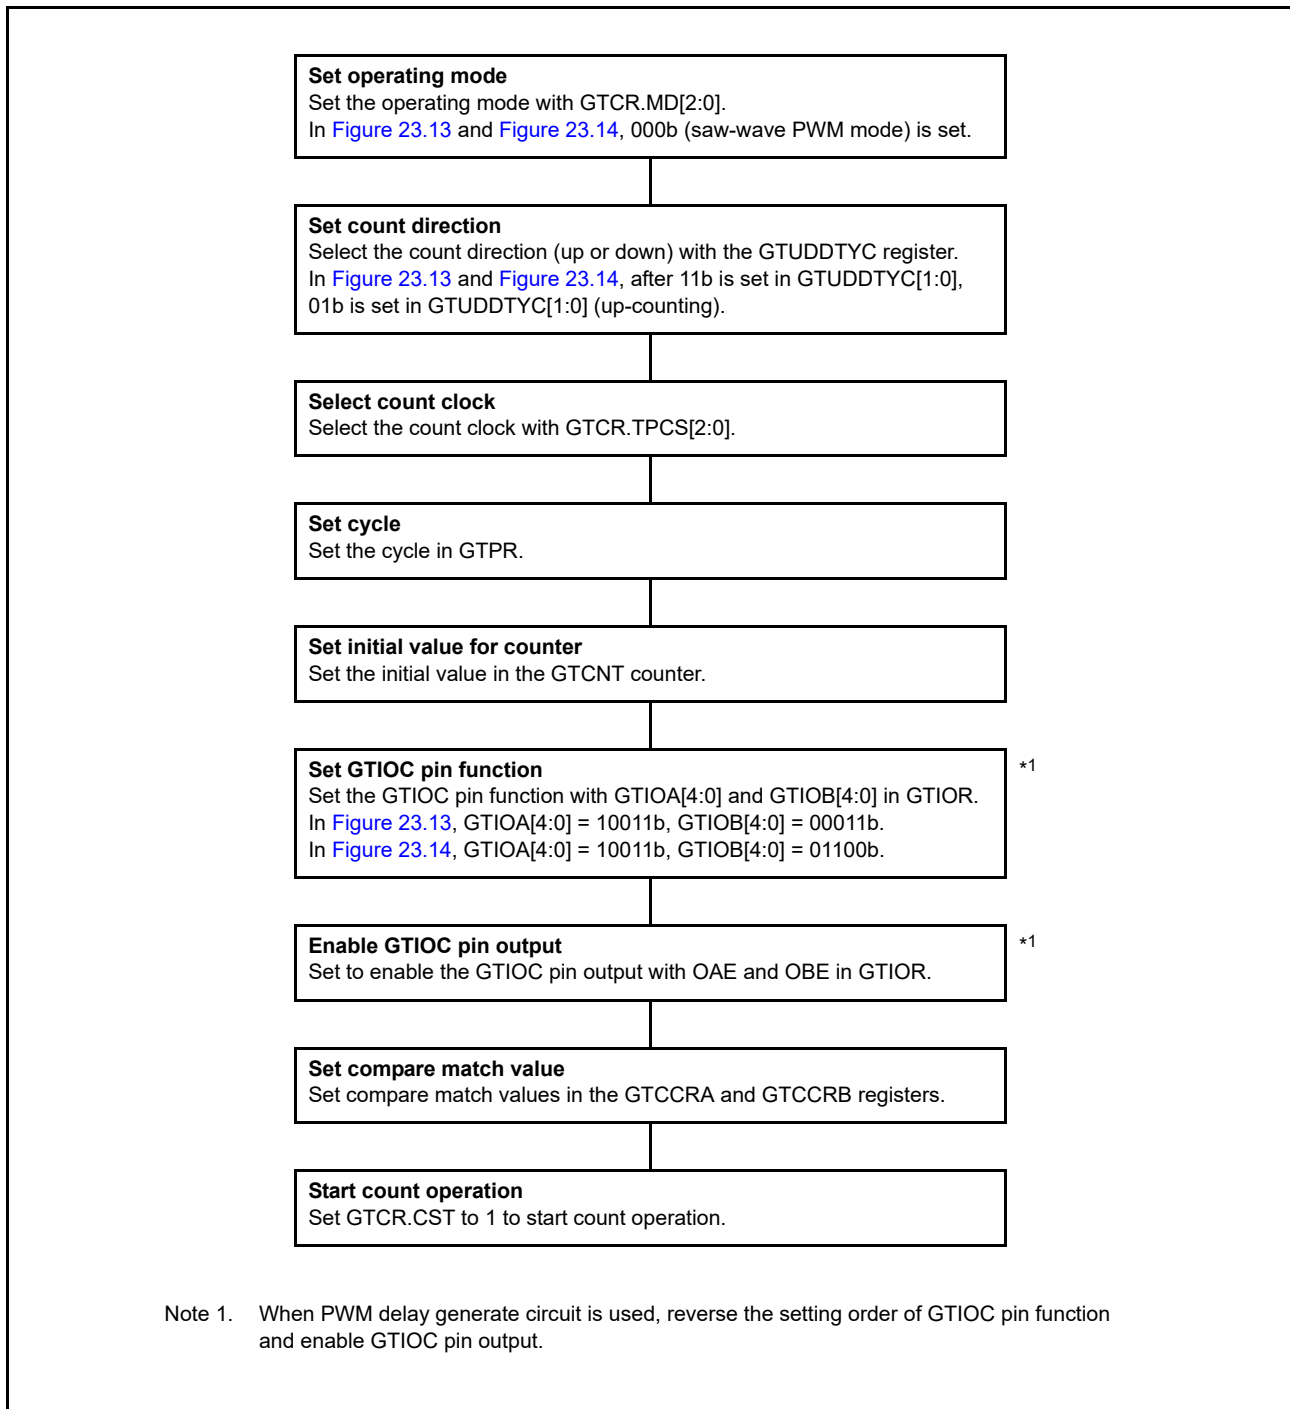 Set operating mode
Set the operating mode with GTCR.MD[2:0].
In Figure 23.13 and Figure 23.14, 000b (saw-wave PWM mode) is set.
Set count direction
Select the count direction (up or down) with the GTUDDTYC register.
In Figure 23.13 and Figure 23.14, after 11b is set in GTUDDTYC[1:0],
01b is set in GTUDDTYC[1:0] (up-counting).
Select count clock
Select the count clock with GTCR.TPCS[2:0].
Set cycle
Set the cycle in GTPR.
Set initial value for counter
Set the initial value in the GTCNT counter.
Set GTIOC pin function *1
Set the GTIOC pin function with GTIOA[4:0] and GTIOB[4:0] in GTIOR.
In Figure 23.13, GTIOA[4:0] = 10011b, GTIOB[4:0] = 00011b.
In Figure 23.14, GTIOA[4:0] = 10011b, GTIOB[4:0] = 01100b.
Enable GTIOC pin output *1
Set to enable the GTIOC pin output with OAE and OBE in GTIOR.
Set compare match value
Set compare match values in the GTCCRA and GTCCRB registers.
Start count operation
Set GTCR.CST to 1 to start count operation.
Note 1. When PWM delay generate circuit is used, reverse the setting order of GTIOC pin function
and enable GTIOC pin output.